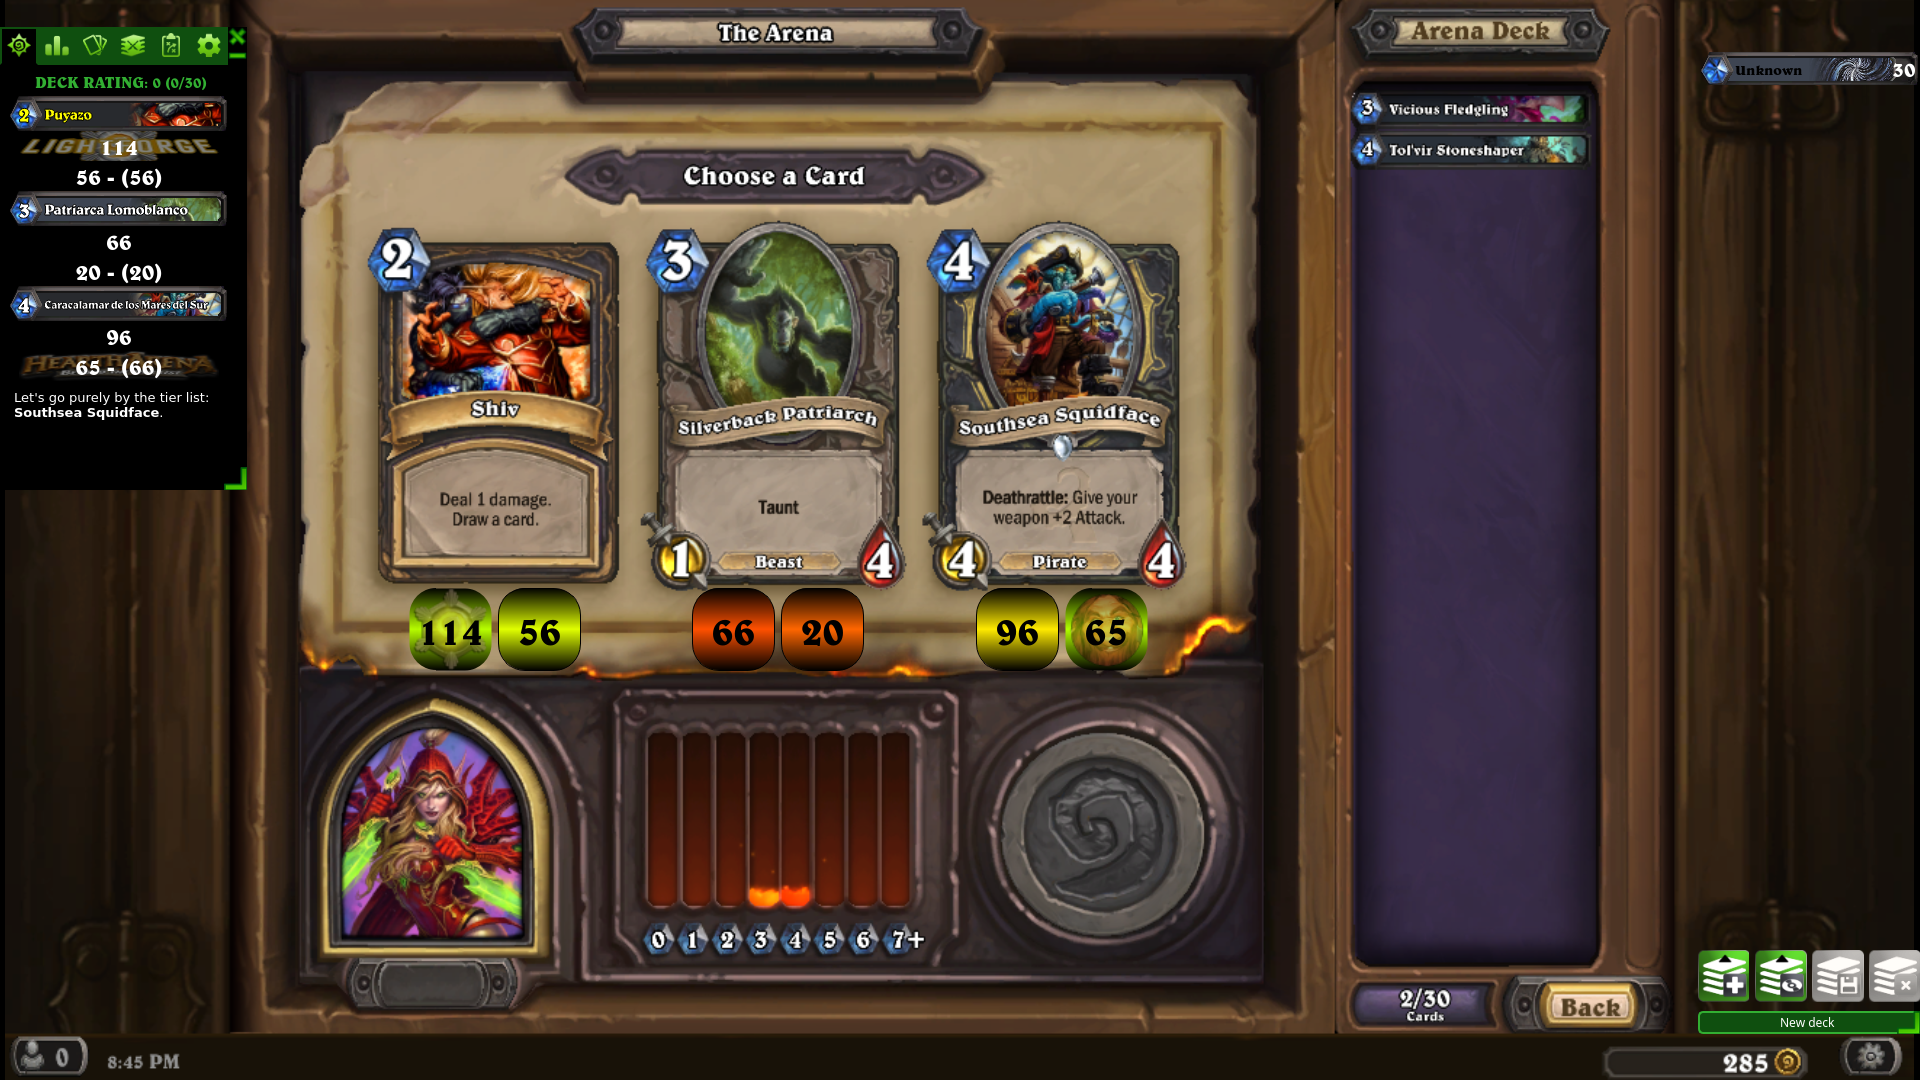 The Arena
Arena Deck
DECK RATING: 0 (0/30)
2 Puyazo
LIGHTFORGE
114
56 - (56)
3 Patriarca Lomoblanco
66
20 - (20)
4 Caracalamar de los Mares del Sur
96
HEARTHARENA
65 - (66)
Let's go purely by the tier list:
Southsea Squidface.
Choose a Card
2
Shiv
Deal 1 damage.
Draw a card.
114 56
3
Silverback Patriarch
Taunt
1 Beast 4
66 20
4
Southsea Squidface
Deathrattle: Give your
weapon +2 Attack.
4 Pirate 4
96 65
0 1 2 3 4 5 6 7+
3 Vicious Fledgling
4 Tol'vir Stoneshaper
2/30
Cards
Back
Unknown 30
New deck
0
8:45 PM
285